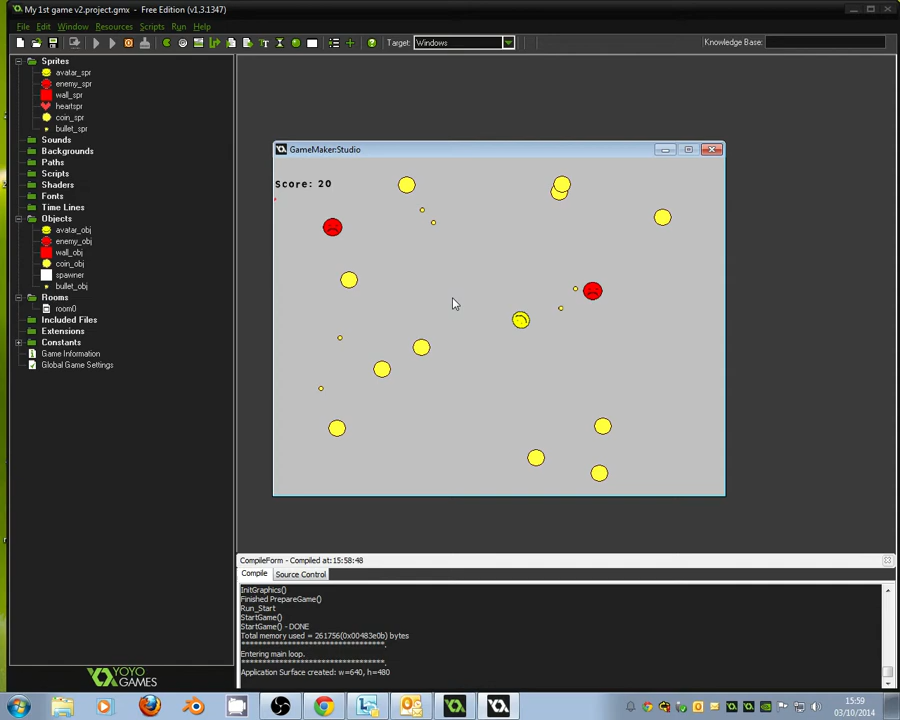 My 1st game v2.project.gmx - Free Edition (v1.3.1347)
File Edit Window Resources Scripts Run Help
Target: Windows
Knowledge Base:
Sprites
avatar_spr
enemy_spr
wall_spr
heartspr
coin_spr
bullet_spr
Sounds
Backgrounds
Paths
Scripts
Shaders
Fonts
Time Lines
Objects
avatar_obj
enemy_obj
wall_obj
coin_obj
spawner
bullet_obj
Rooms
room0
Included Files
Extensions
Constants
Game Information
Global Game Settings
YOYO
GAMES
GameMaker:Studio
Score: 20
CompileForm - Compiled at:15:58:48
Compile Source Control
InitGraphics()
Finished PrepareGame()
Run_Start
StartGame()
StartGame() - DONE
Total memory used = 261756(0x00483e0b) bytes
************************************.
Entering main loop.
************************************.
Application Surface created: w=640, h=480
15:59
03/10/2014